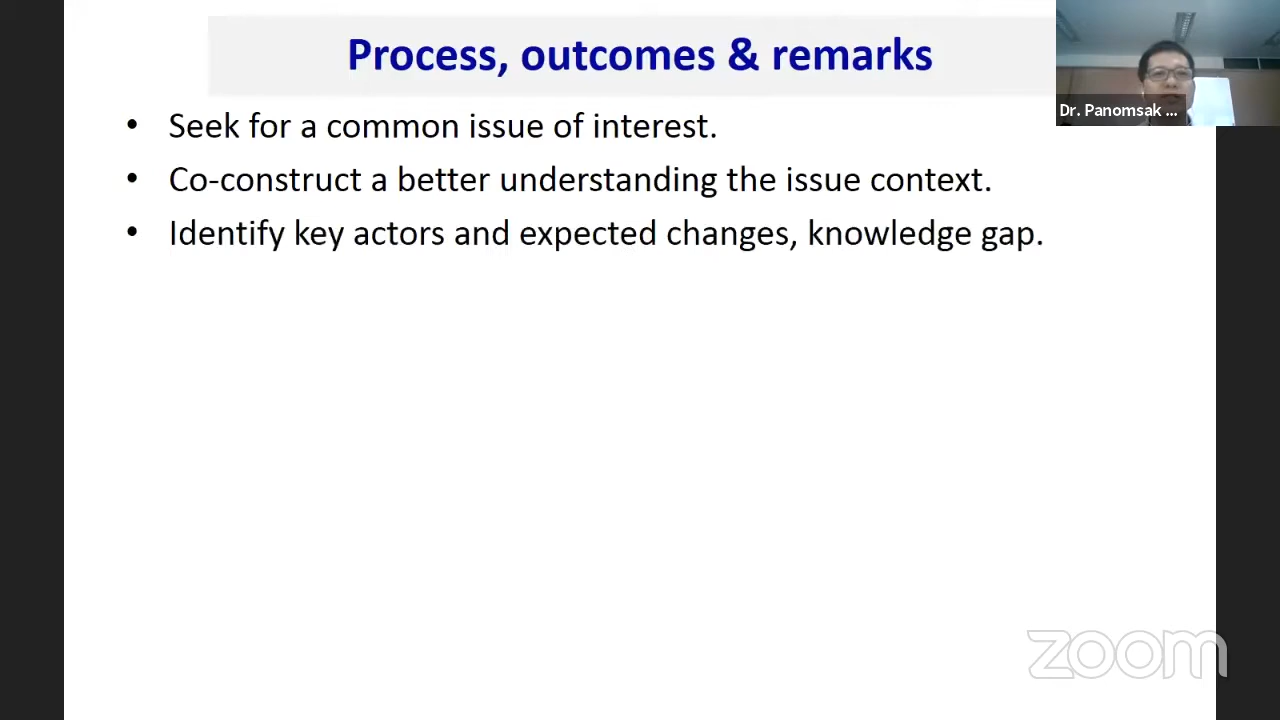 Process, outcomes & remarks
Dr. Panomsak ...
• Seek for a common issue of interest.
• Co-construct a better understanding the issue context.
• Identify key actors and expected changes, knowledge gap.
zoom